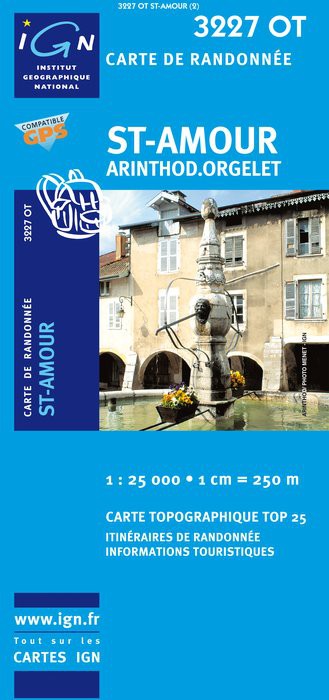 3227 OT ST-AMOUR (2)
IGN
INSTITUT
GEOGRAPHIQUE
NATIONAL
3227 OT
CARTE DE RANDONNÉE
COMPATIBLE
GPS
ST-AMOUR
ARINTHOD.ORGELET
3227 OT
CARTE DE RANDONNÉE
ST-AMOUR
ARINTHOD/ PHOTO MENET-IGN
1 : 25 000 • 1 cm = 250 m
CARTE TOPOGRAPHIQUE TOP 25
ITINÉRAIRES DE RANDONNÉE
INFORMATIONS TOURISTIQUES
www.ign.fr
Tout sur les
CARTES IGN